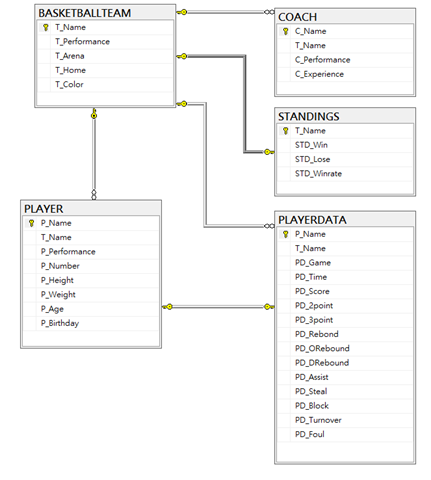 BASKETBALLTEAM
T_Name
T_Performance
T_Arena
T_Home
T_Color
COACH
C_Name
T_Name
C_Performance
C_Experience
STANDINGS
T_Name
STD_Win
STD_Lose
STD_Winrate
PLAYER
P_Name
T_Name
P_Performance
P_Number
P_Height
P_Weight
P_Age
P_Birthday
PLAYERDATA
P_Name
T_Name
PD_Game
PD_Time
PD_Score
PD_2point
PD_3point
PD_Rebond
PD_ORebound
PD_DRebound
PD_Assist
PD_Steal
PD_Block
PD_Turnover
PD_Foul